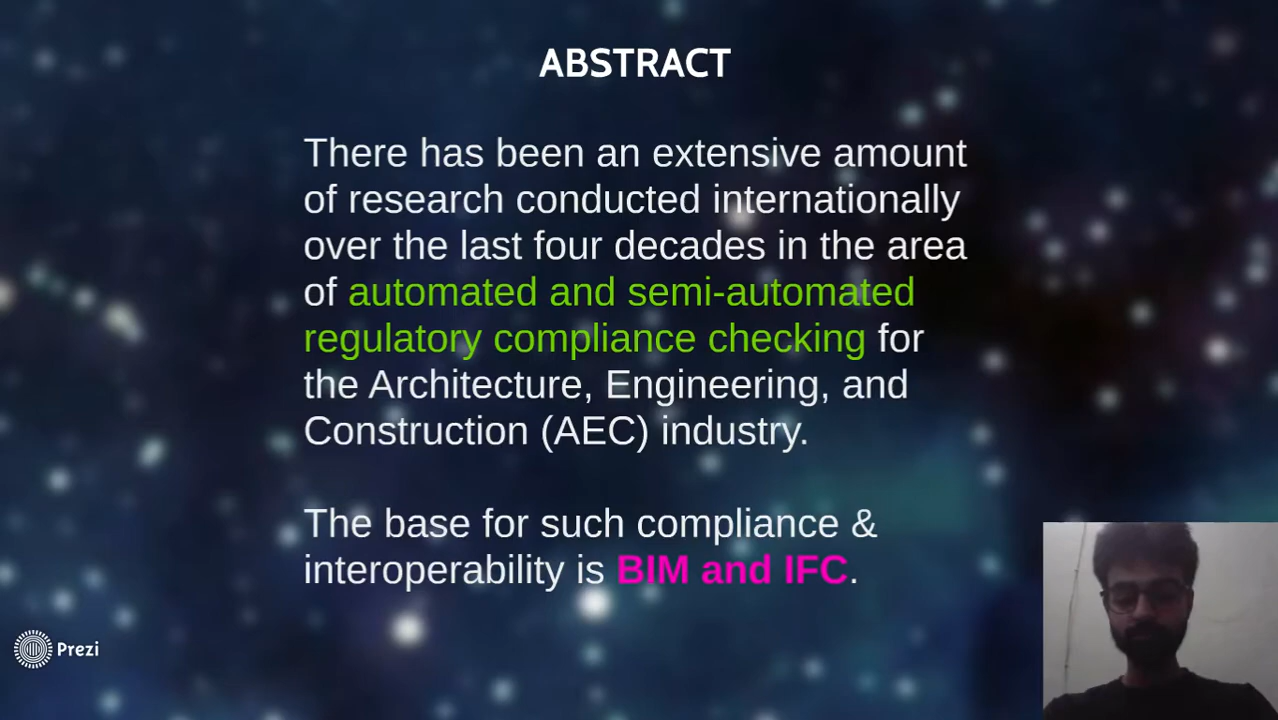 ABSTRACT
There has been an extensive amount
of research conducted internationally
over the last four decades in the area
of automated and semi-automated
regulatory compliance checking for
the Architecture, Engineering, and
Construction (AEC) industry.
The base for such compliance &
interoperability is BIM and IFC.
Prezi